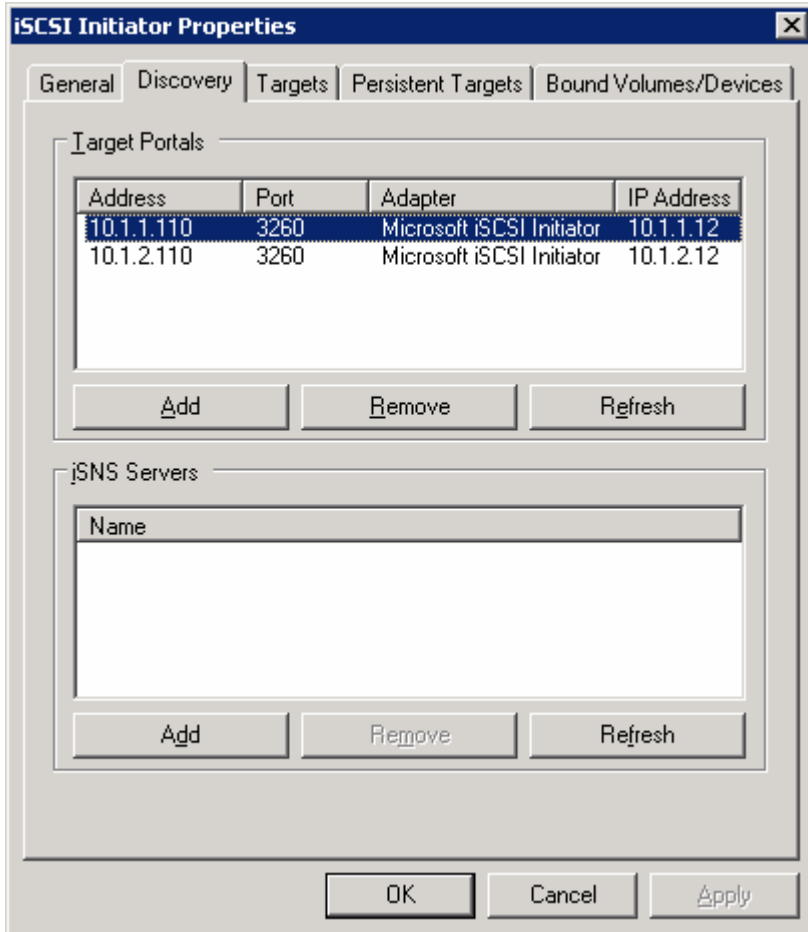 iSCSI Initiator Properties
General Discovery Targets Persistent Targets Bound Volumes/Devices
Target Portals
Address Port Adapter IP Address
10.1.1.110 3260 Microsoft iSCSI Initiator 10.1.1.12
10.1.2.110 3260 Microsoft iSCSI Initiator 10.1.2.12
Add Remove Refresh
iSNS Servers
Name
Add Remove Refresh
OK Cancel Apply